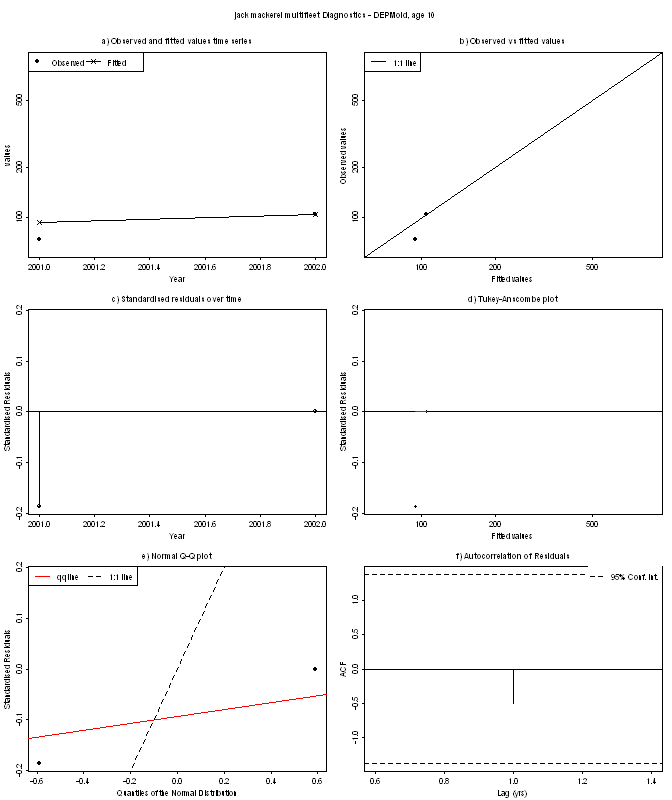 jack mackerel multifleet Diagnostics - DEPMold, age 10
a) Observed and fitted values time series
Observed Fitted
values
500
200
100
2001.0 2001.2 2001.4 2001.6 2001.8 2002.0
Year
b) Observed vs fitted values
1:1 line
Observed values
500
200
100
100 200 500
Fitted values
c) Standardised residuals over time
Standardised Residuals
0.2
0.1
0.0
-0.1
-0.2
2001.0 2001.2 2001.4 2001.6 2001.8 2002.0
Year
d) Tukey-Anscombe plot
Standardised Residuals
0.2
0.1
0.0
-0.1
-0.2
100 200 500
Fitted values
e) Normal Q-Q plot
qq line 1:1 line
Standardised Residuals
0.2
0.1
0.0
-0.1
-0.2
-0.6 -0.4 -0.2 0.0 0.2 0.4 0.6
Quantiles of the Normal Distribution
f) Autocorrelation of Residuals
95% Conf. Int.
ACF
1.0
0.5
0.0
-0.5
-1.0
0.6 0.8 1.0 1.2 1.4
Lag (yrs)